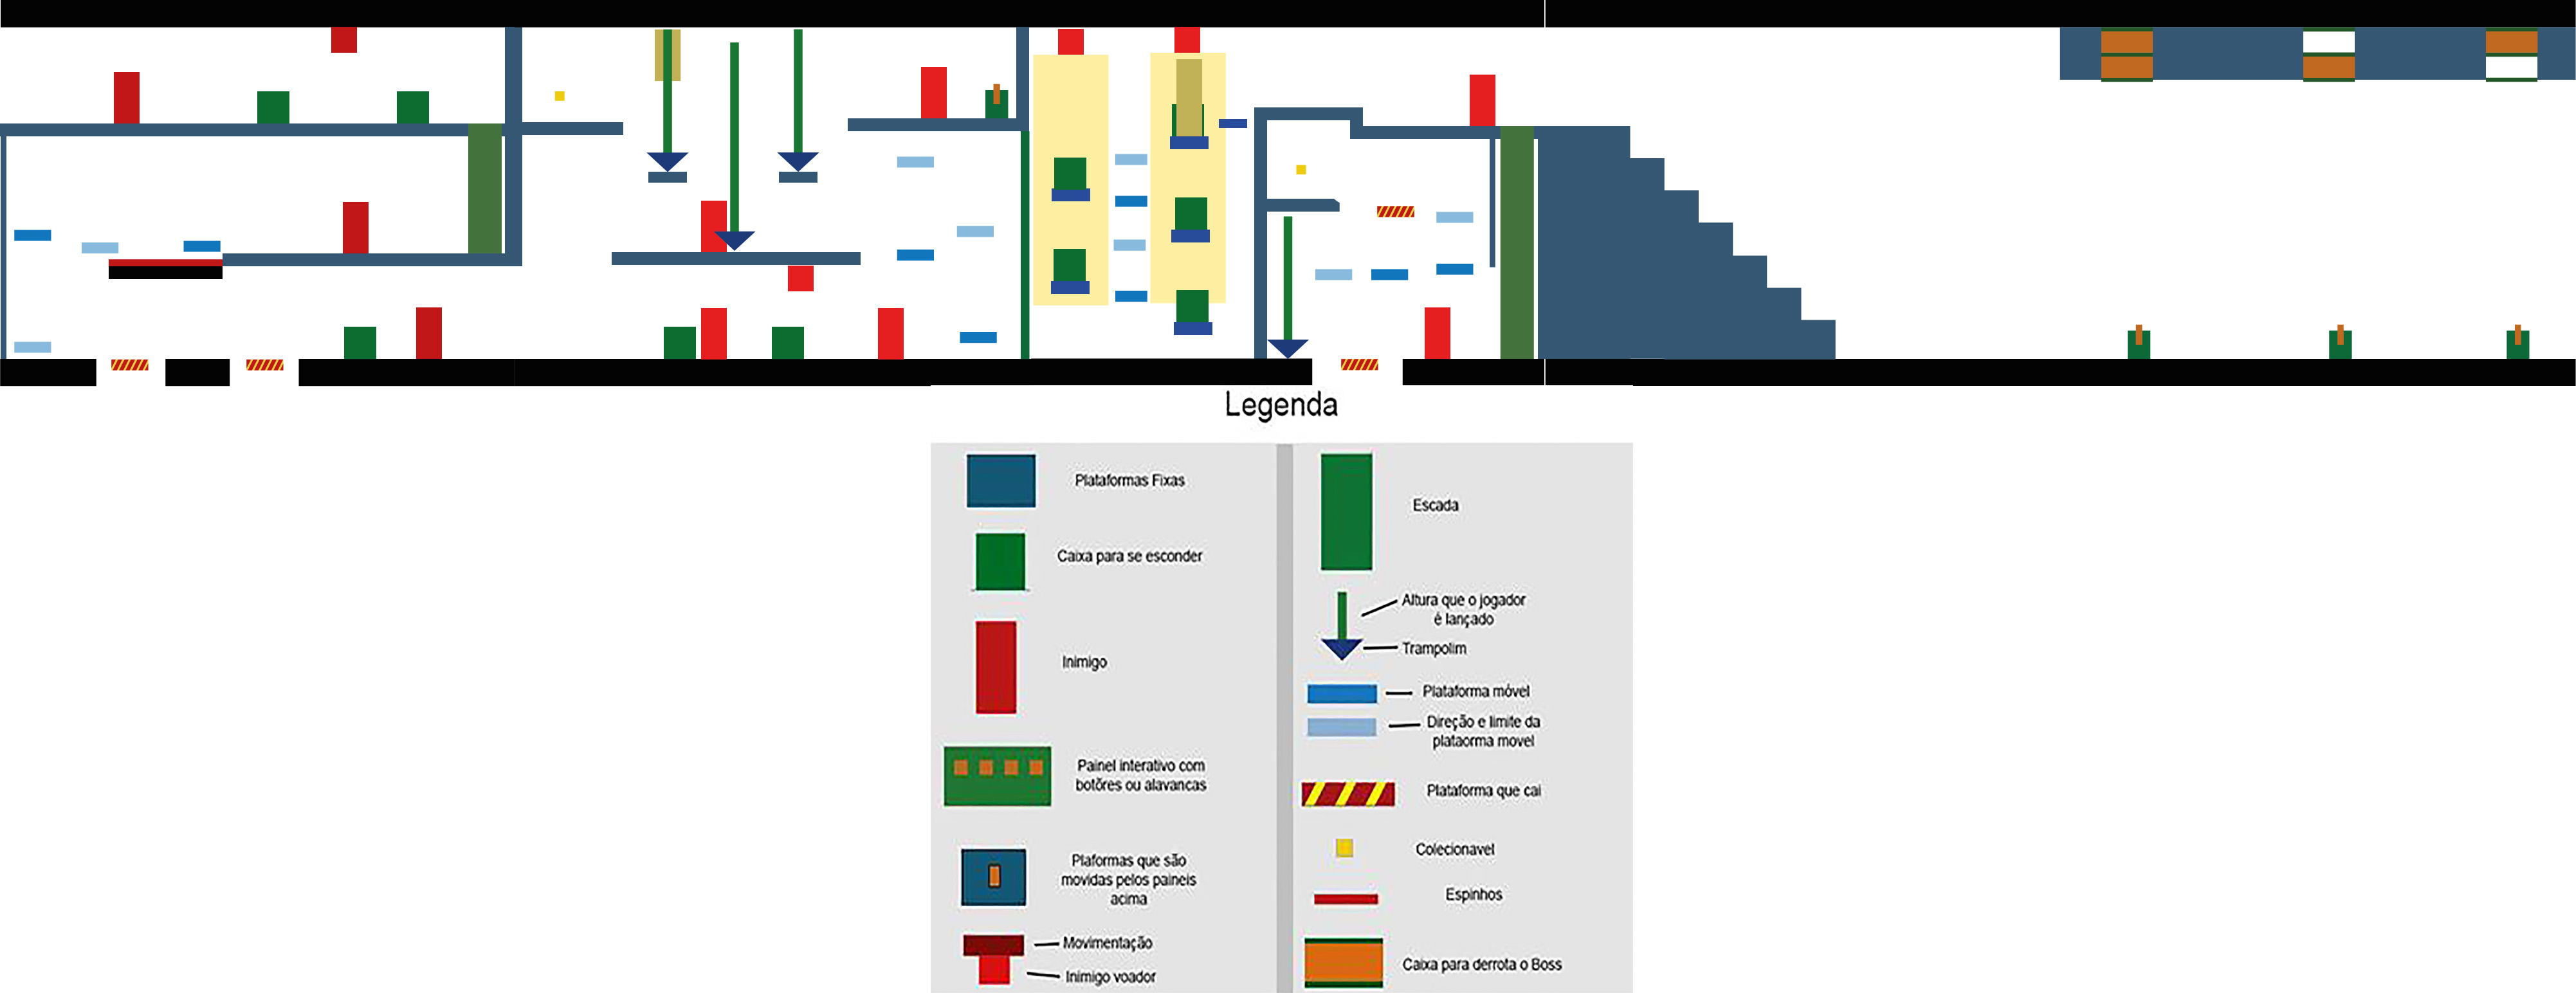 Legenda
Plataformas Fixas
Caixa para se esconder
Inimigo
Painel interativo com
botões ou alavancas
Plaformas que são
movidas pelos paineis
acima
Movimentação
Inimigo voador
Escada
Altura que o jogador
é lançado
Trampolim
Plataforma móvel
Direção e limite da
plataorma movel
Plataforma que cai
Colecionavel
Espinhos
Caixa para derrota o Boss